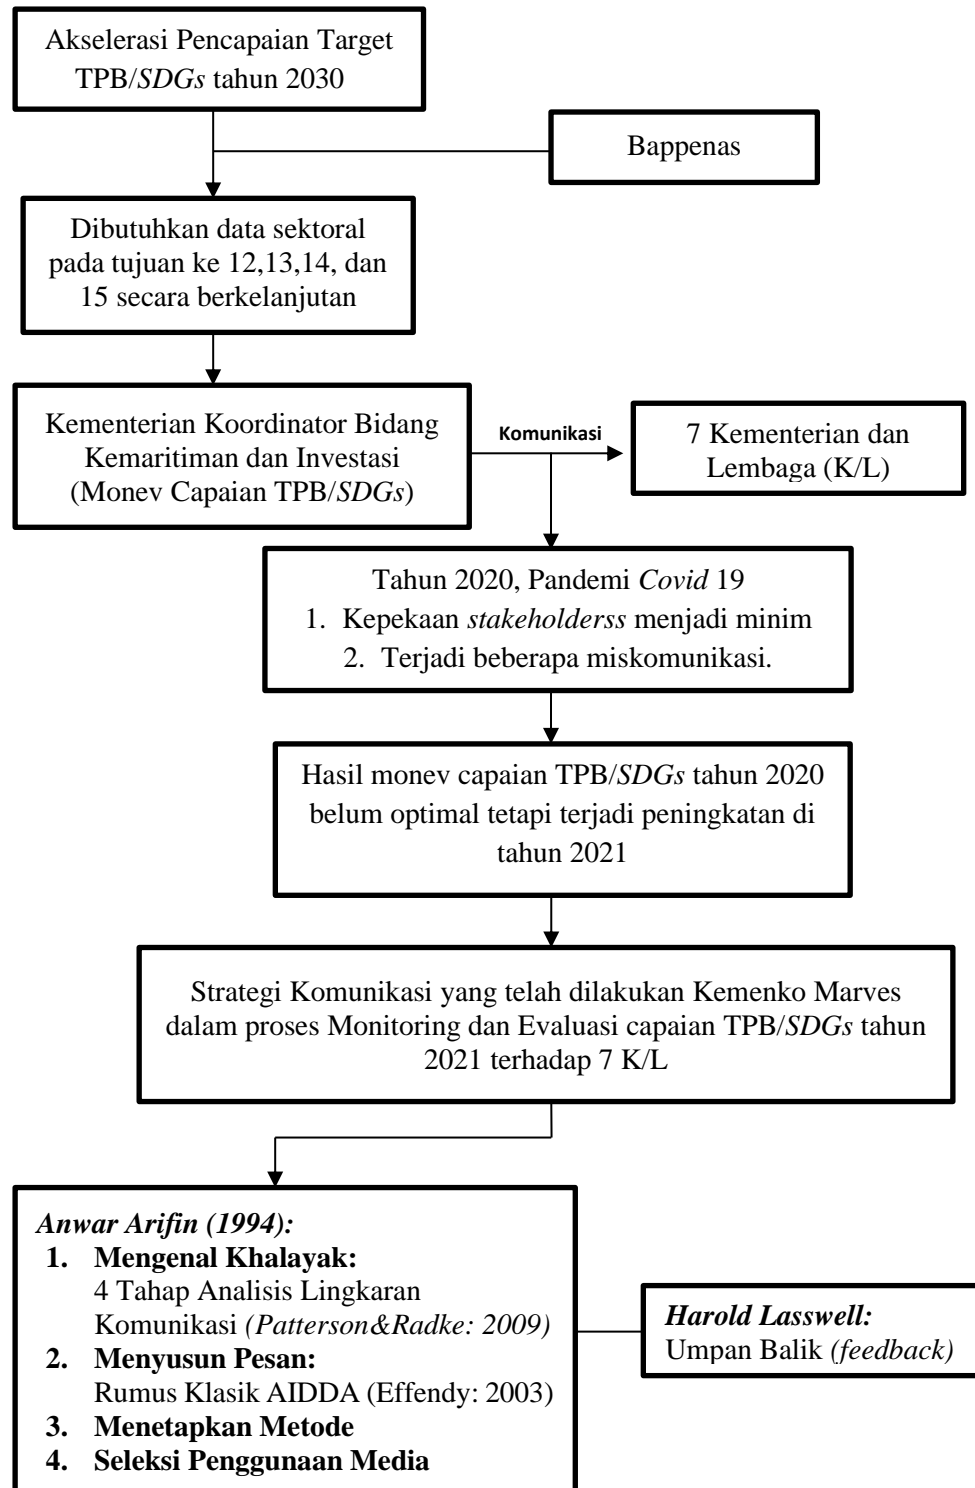 Akselerasi Pencapaian Target
TPB/SDGs tahun 2030
Bappenas
Dibutuhkan data sektoral
pada tujuan ke 12,13,14, dan
15 secara berkelanjutan
Kementerian Koordinator Bidang
Kemaritiman dan Investasi
(Monev Capaian TPB/SDGs)
Komunikasi
7 Kementerian dan
Lembaga (K/L)
Tahun 2020, Pandemi Covid 19
1. Kepekaan stakeholderss menjadi minim
2. Terjadi beberapa miskomunikasi.
Hasil monev capaian TPB/SDGs tahun 2020
belum optimal tetapi terjadi peningkatan di
tahun 2021
Strategi Komunikasi yang telah dilakukan Kemenko Marves
dalam proses Monitoring dan Evaluasi capaian TPB/SDGs tahun
2021 terhadap 7 K/L
Anwar Arifin (1994):
1. Mengenal Khalayak:
4 Tahap Analisis Lingkaran
Komunikasi (Patterson&Radke: 2009)
2. Menyusun Pesan:
Rumus Klasik AIDDA (Effendy: 2003)
3. Menetapkan Metode
4. Seleksi Penggunaan Media
Harold Lasswell:
Umpan Balik (feedback)